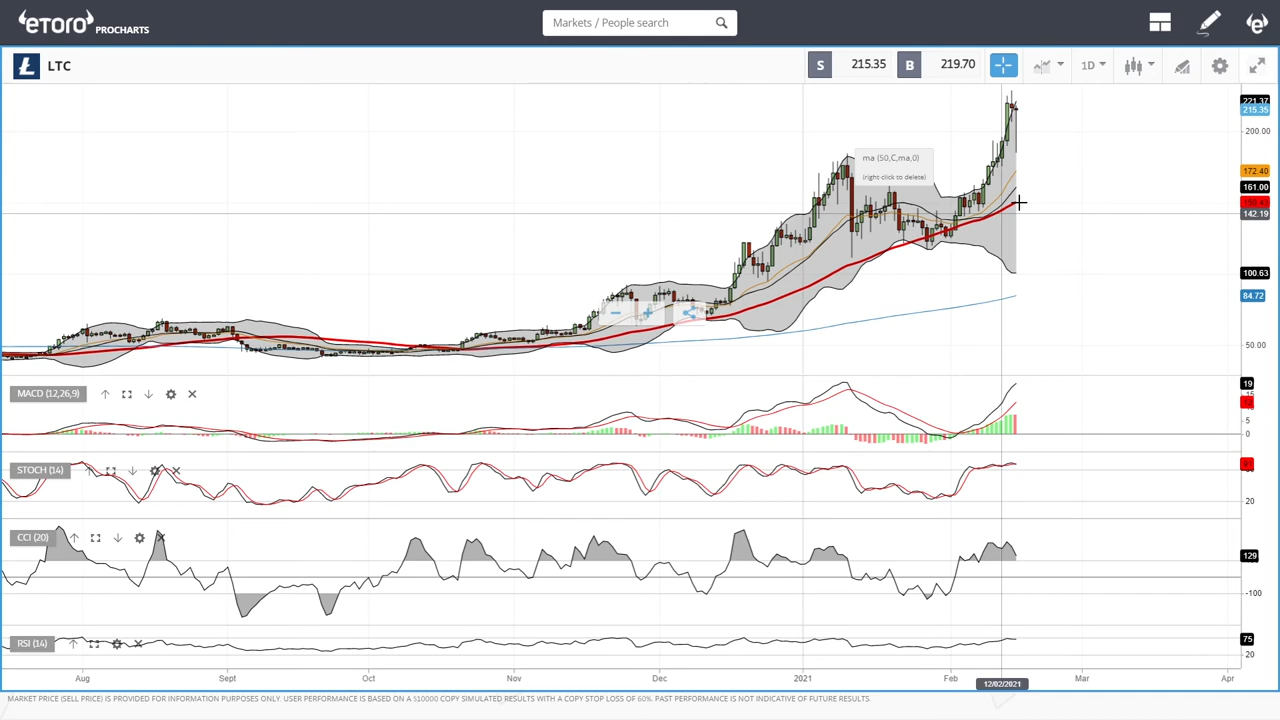 eTORO PROCHARTS
Markets / People search
LTC
S 215.35 B 219.70
1D
ma (50,C,ma,0)
(right click to delete)
221.37
215.35
200.00
172.40
161.00
142.19
100.63
84.72
50.00
MACD (12,26,9)
19
5
0
STOCH (14)
20
CCI (20)
129
-100
RSI (14)
75
20
Aug Sept Oct Nov Dec 2021 Feb Mar Apr
12/02/2021
MARKET PRICE (SELL PRICE) IS PROVIDED FOR INFORMATION PURPOSES ONLY. USER PERFORMANCE IS BASED ON A $10000 COPY SIMULATED RESULTS WITH A COPY STOP LOSS OF 60%. PAST PERFORMANCE IS NOT INDICATIVE OF FUTURE RESULTS.